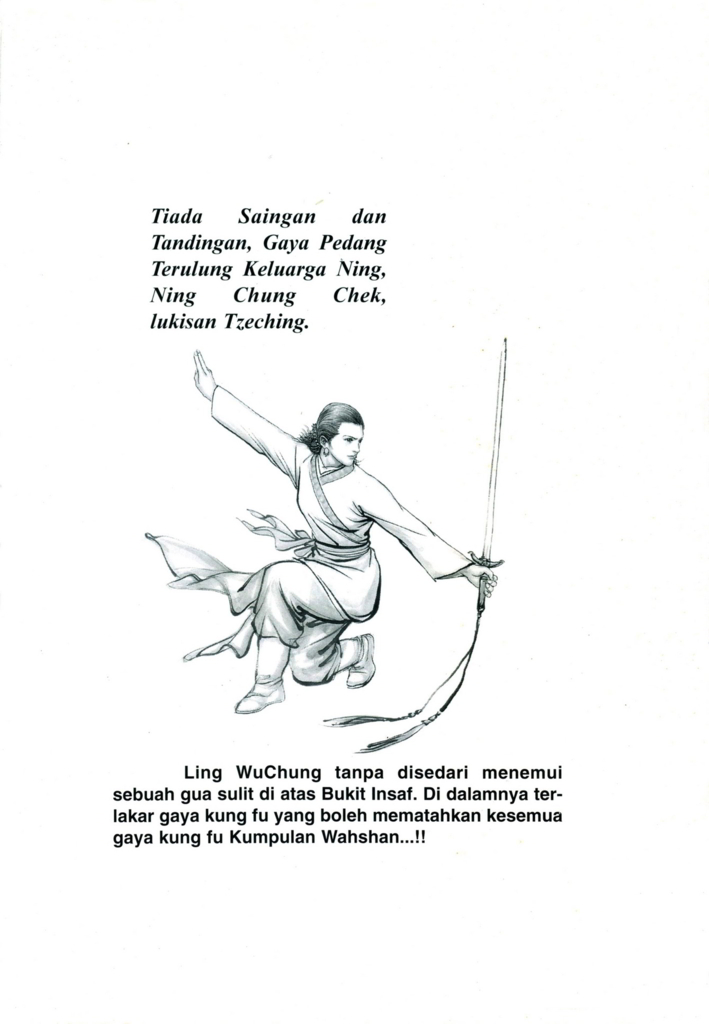 Tiada Saingan dan
Tandingan, Gaya Pedang
Terulung Keluarga Ning,
Ning Chung Chek,
lukisan Tzeching.
Ling WuChung tanpa disedari menemui
sebuah gua sulit di atas Bukit Insaf. Di dalamnya ter-
lakar gaya kung fu yang boleh mematahkan kesemua
gaya kung fu Kumpulan Wahshan...!!